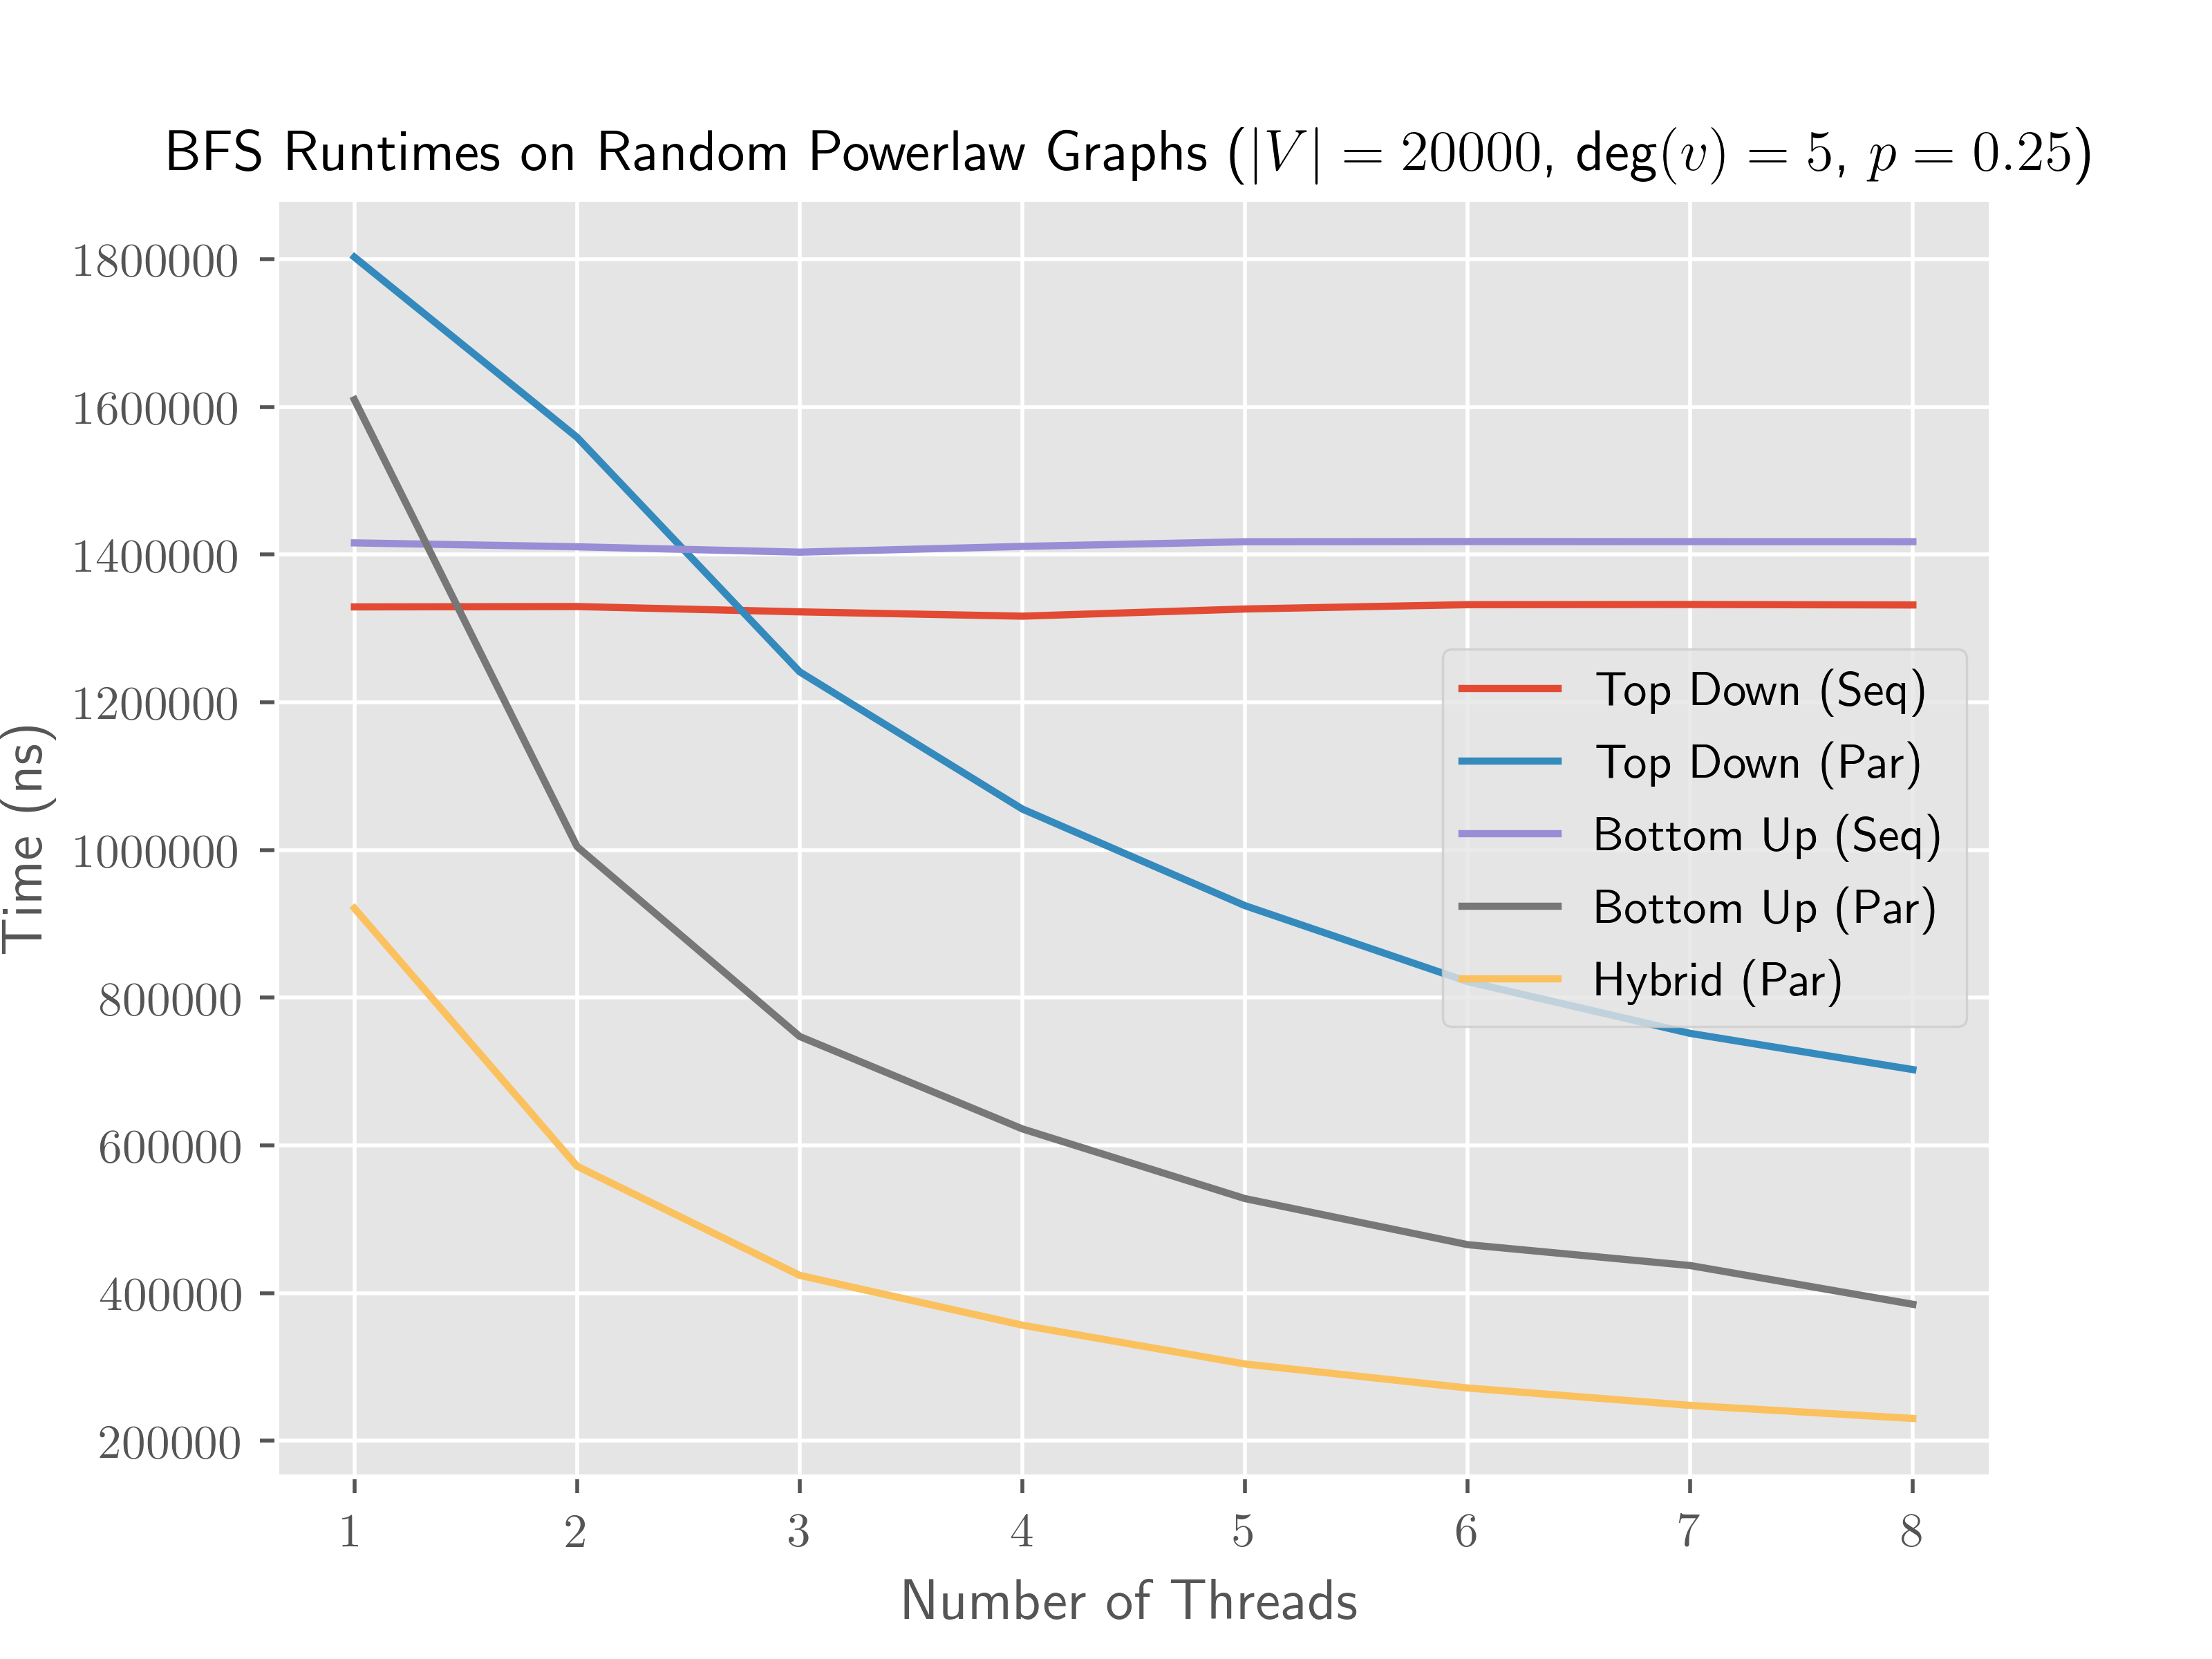 BFS Runtimes on Random Powerlaw Graphs (|V| = 20000, deg(v) = 5, p = 0.25)
1800000
1600000
1400000
1200000
1000000
800000
600000
400000
200000
Time (ns)
Top Down (Seq)
Top Down (Par)
Bottom Up (Seq)
Bottom Up (Par)
Hybrid (Par)
1 2 3 4 5 6 7 8
Number of Threads